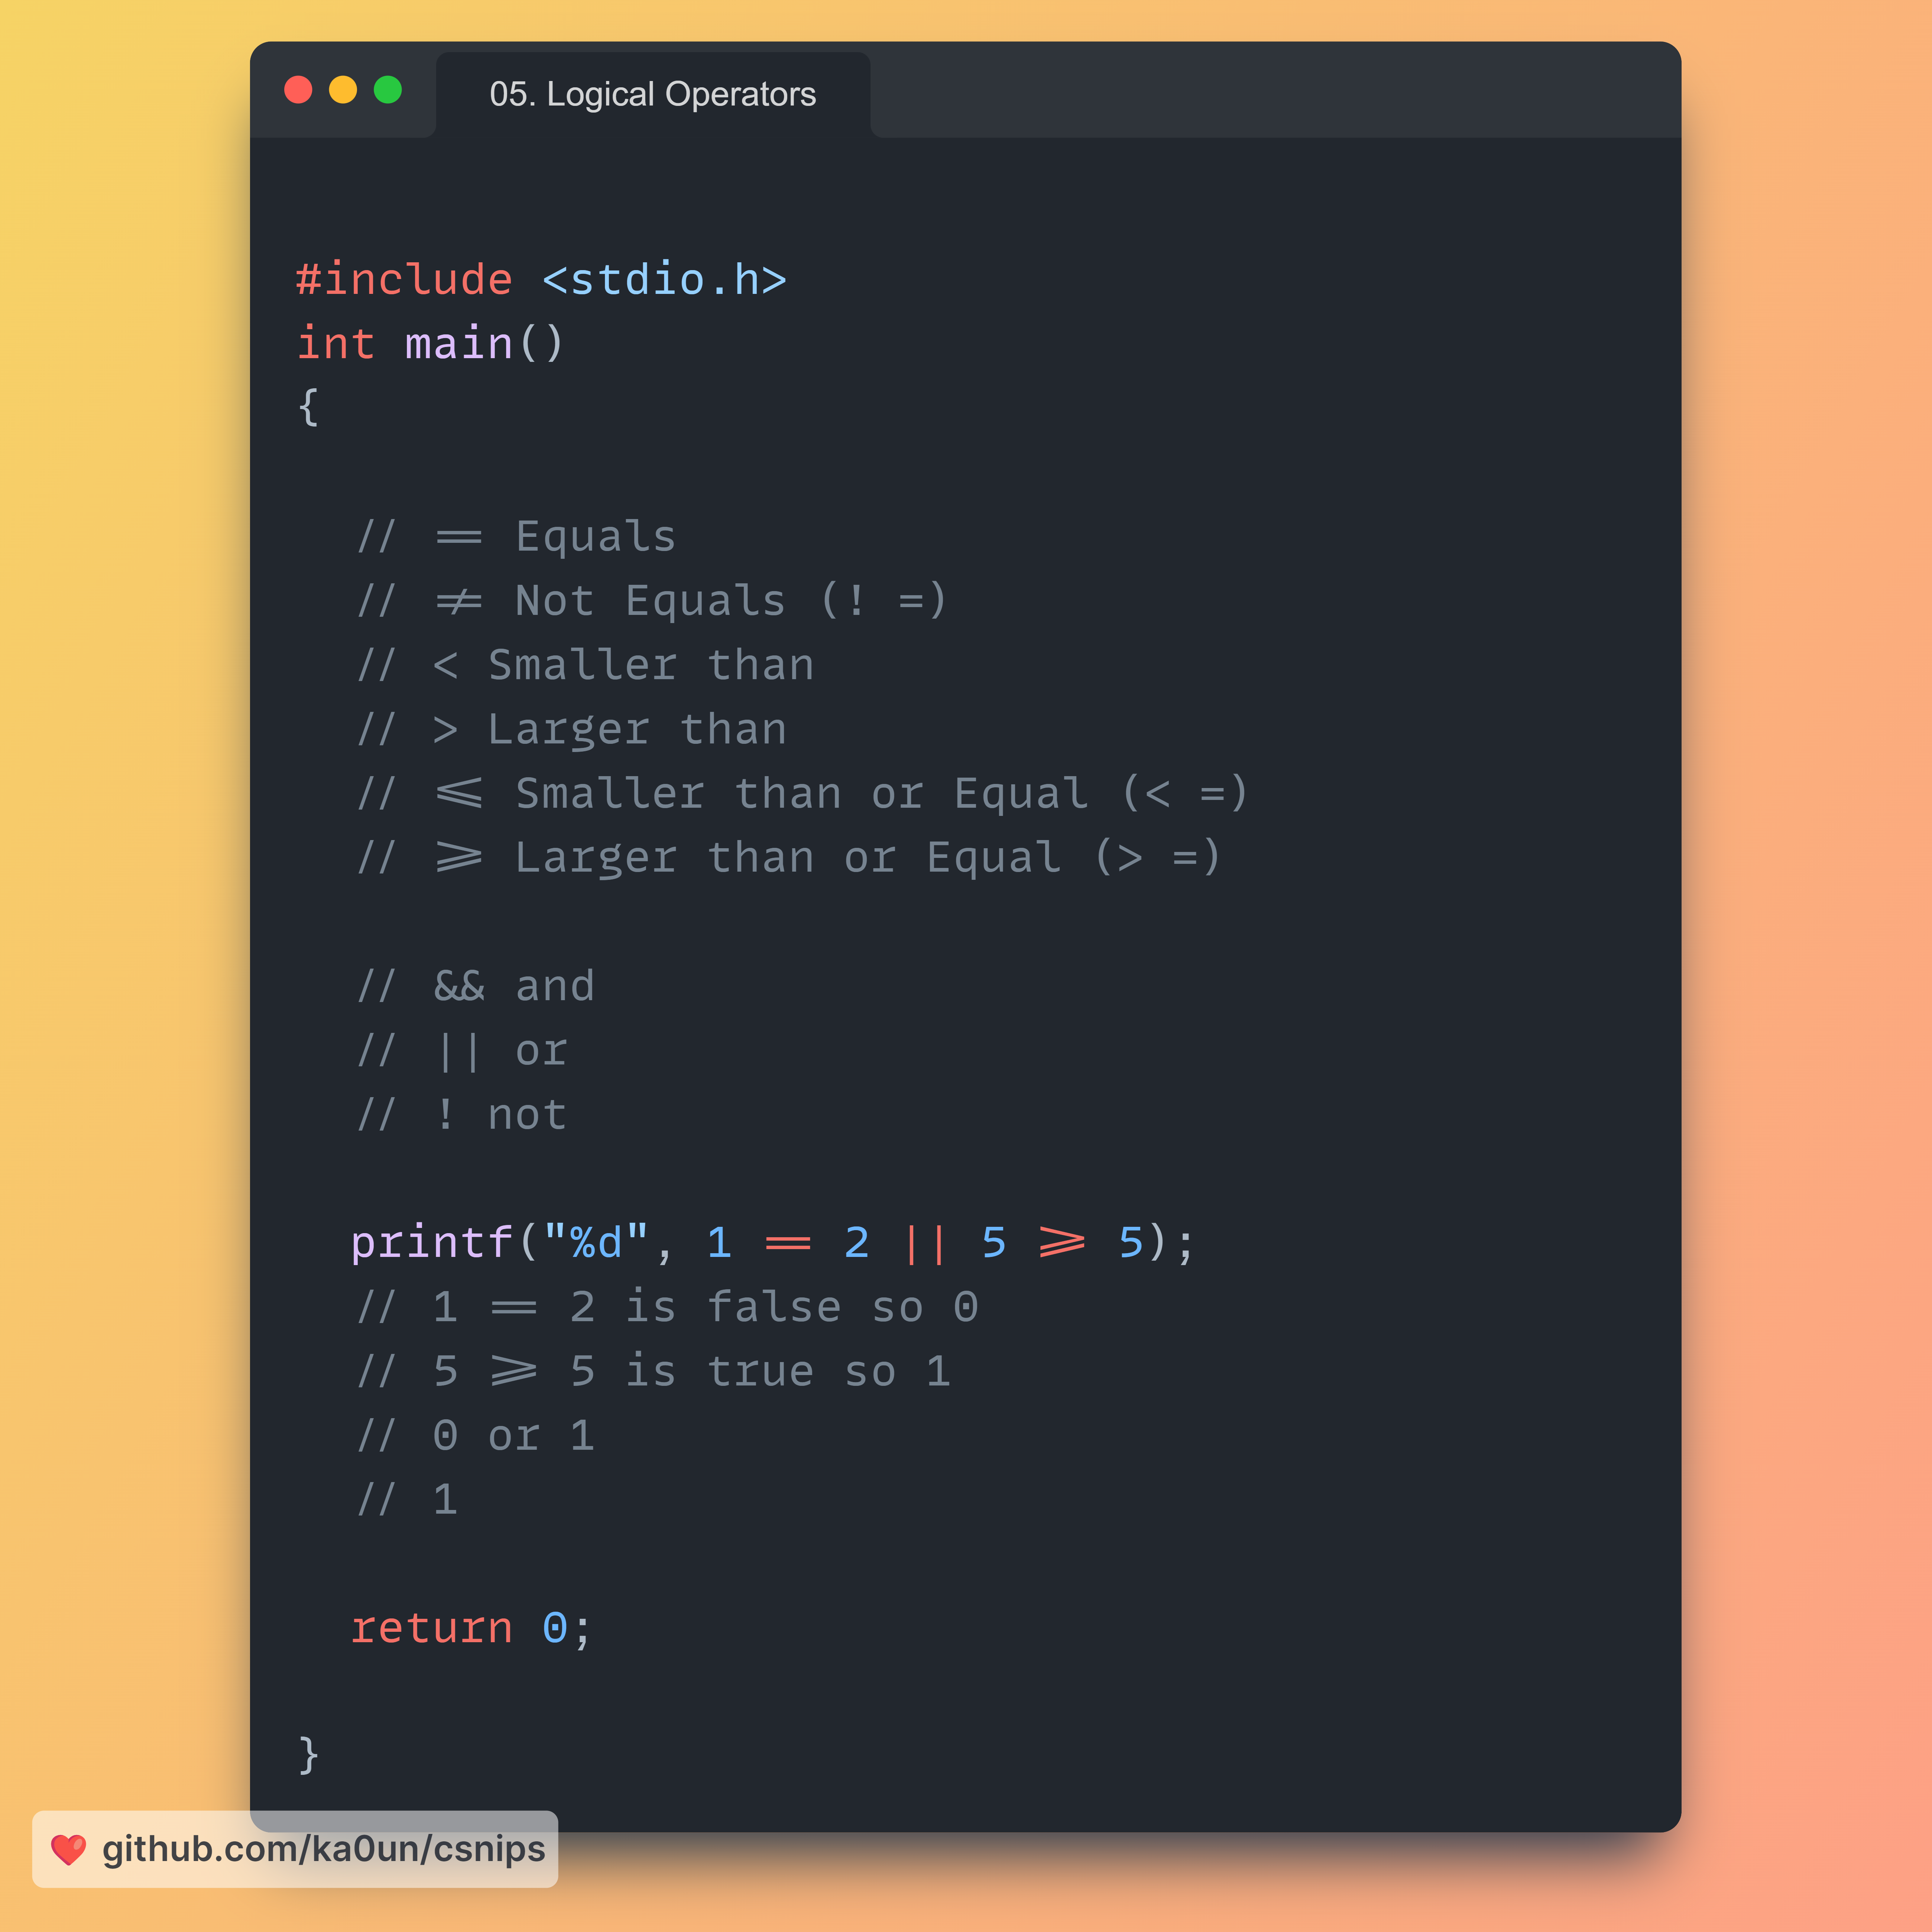 05. Logical Operators
#include <stdio.h>
int main()
{
// == Equals
// != Not Equals (! =)
// < Smaller than
// > Larger than
// <= Smaller than or Equal (< =)
// >= Larger than or Equal (> =)
// && and
// || or
// ! not
printf("%d", 1 == 2 || 5 >= 5);
// 1 == 2 is false so 0
// 5 >= 5 is true so 1
// 0 or 1
// 1
return 0;
}
github.com/ka0un/csnips